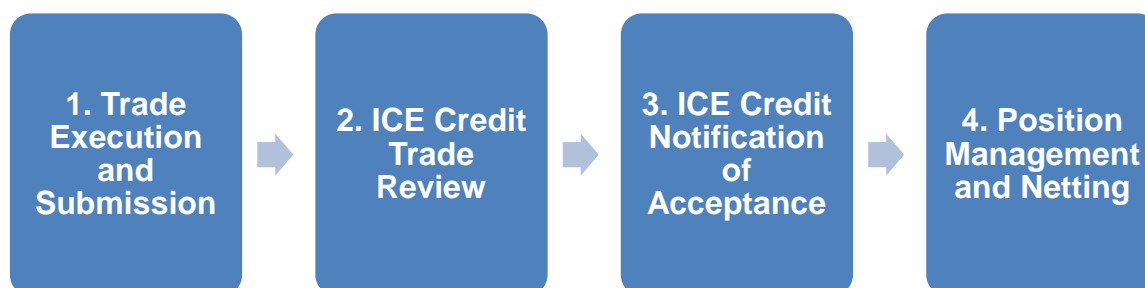 1. Trade
Execution
and
Submission
2. ICE Credit
Trade
Review
3. ICE Credit
Notification
of
Acceptance
4. Position
Management
and Netting